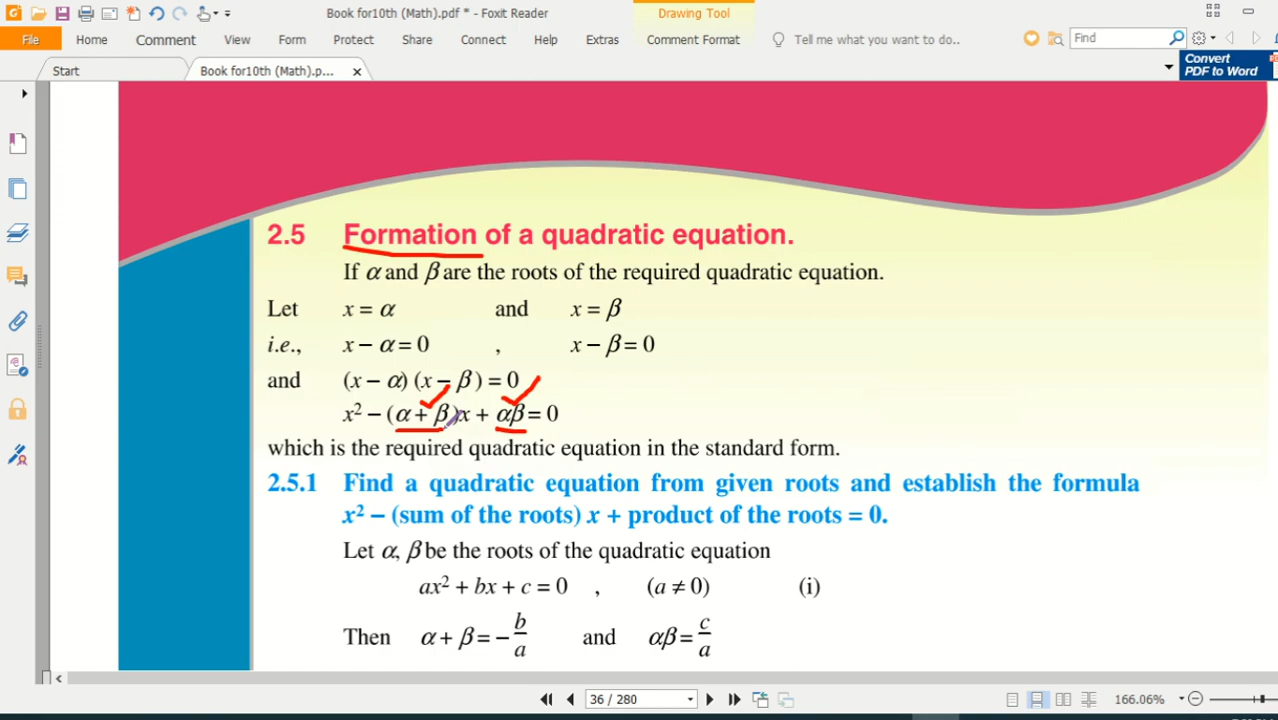 Book for10th (Math).pdf * - Foxit Reader
Drawing Tool
File Home Comment View Form Protect Share Connect Help Extras Comment Format Tell me what you want to do.. Find
Start Book for10th (Math).p... Convert
PDF to Word
2.5 Formation of a quadratic equation.
If α and β are the roots of the required quadratic equation.
Let x = α and x = β
i.e., x − α = 0 , x − β = 0
and (x − α) (x − β) = 0
x² − (α + β)x + αβ = 0
which is the required quadratic equation in the standard form.
2.5.1 Find a quadratic equation from given roots and establish the formula
x² − (sum of the roots) x + product of the roots = 0.
Let α, β be the roots of the quadratic equation
ax² + bx + c = 0 , (a ≠ 0) (i)
Then α + β = − b/a and αβ = c/a
36 / 280 166.06%